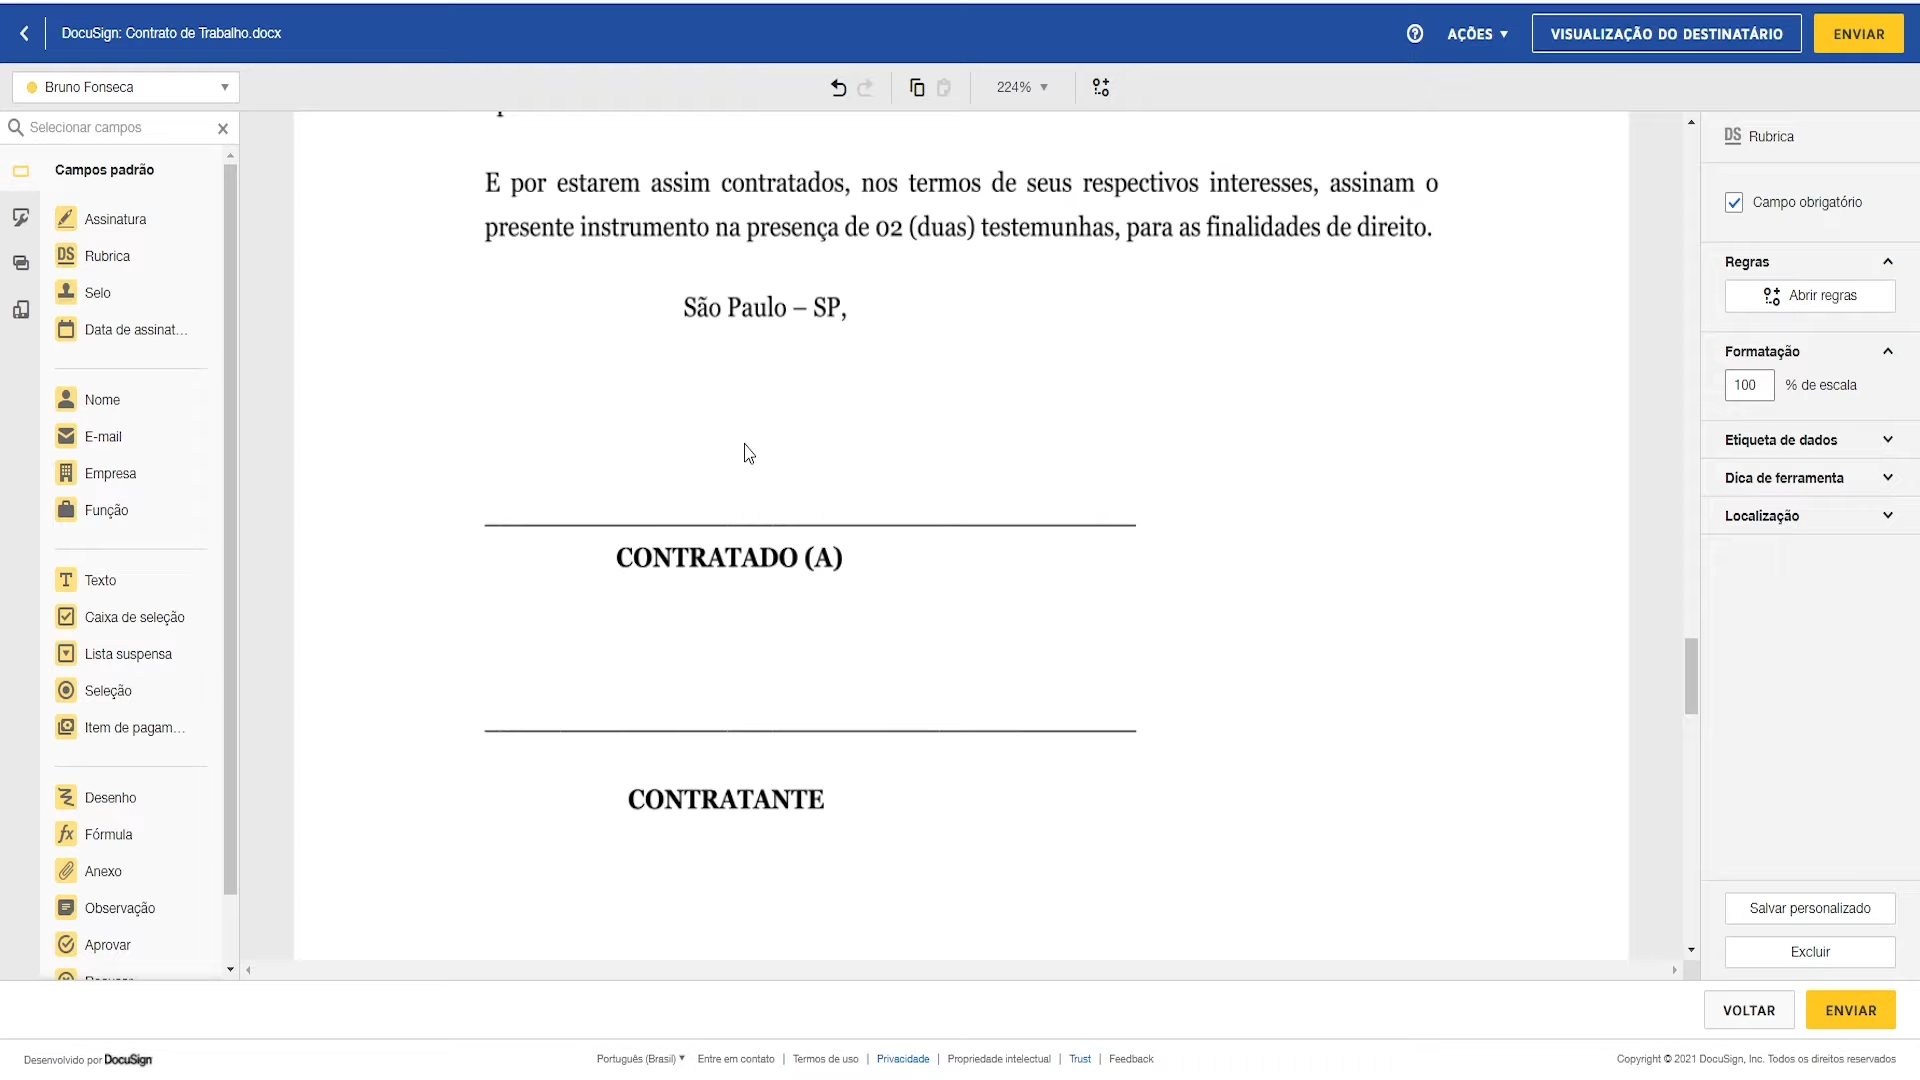 DocuSign: Contrato de Trabalho.docx
AÇÕES
VISUALIZAÇÃO DO DESTINATÁRIO
ENVIAR
Bruno Fonseca
224%
Selecionar campos
Campos padrão
Assinatura
DS Rubrica
Selo
Data de assinat...
Nome
E-mail
Empresa
Função
T Texto
Caixa de seleção
Lista suspensa
Seleção
Item de pagam...
Desenho
fx Fórmula
Anexo
Observação
Aprovar
E por estarem assim contratados, nos termos de seus respectivos interesses, assinam o
presente instrumento na presença de 02 (duas) testemunhas, para as finalidades de direito.
São Paulo – SP,
CONTRATADO (A)
CONTRATANTE
DS Rubrica
Campo obrigatório
Regras
Abrir regras
Formatação
100 % de escala
Etiqueta de dados
Dica de ferramenta
Localização
Salvar personalizado
Excluir
VOLTAR
ENVIAR
Desenvolvido por DocuSign
Português (Brasil) Entre em contato | Termos de uso | Privacidade | Propriedade intelectual | Trust | Feedback
Copyright © 2021 DocuSign, Inc. Todos os direitos reservados